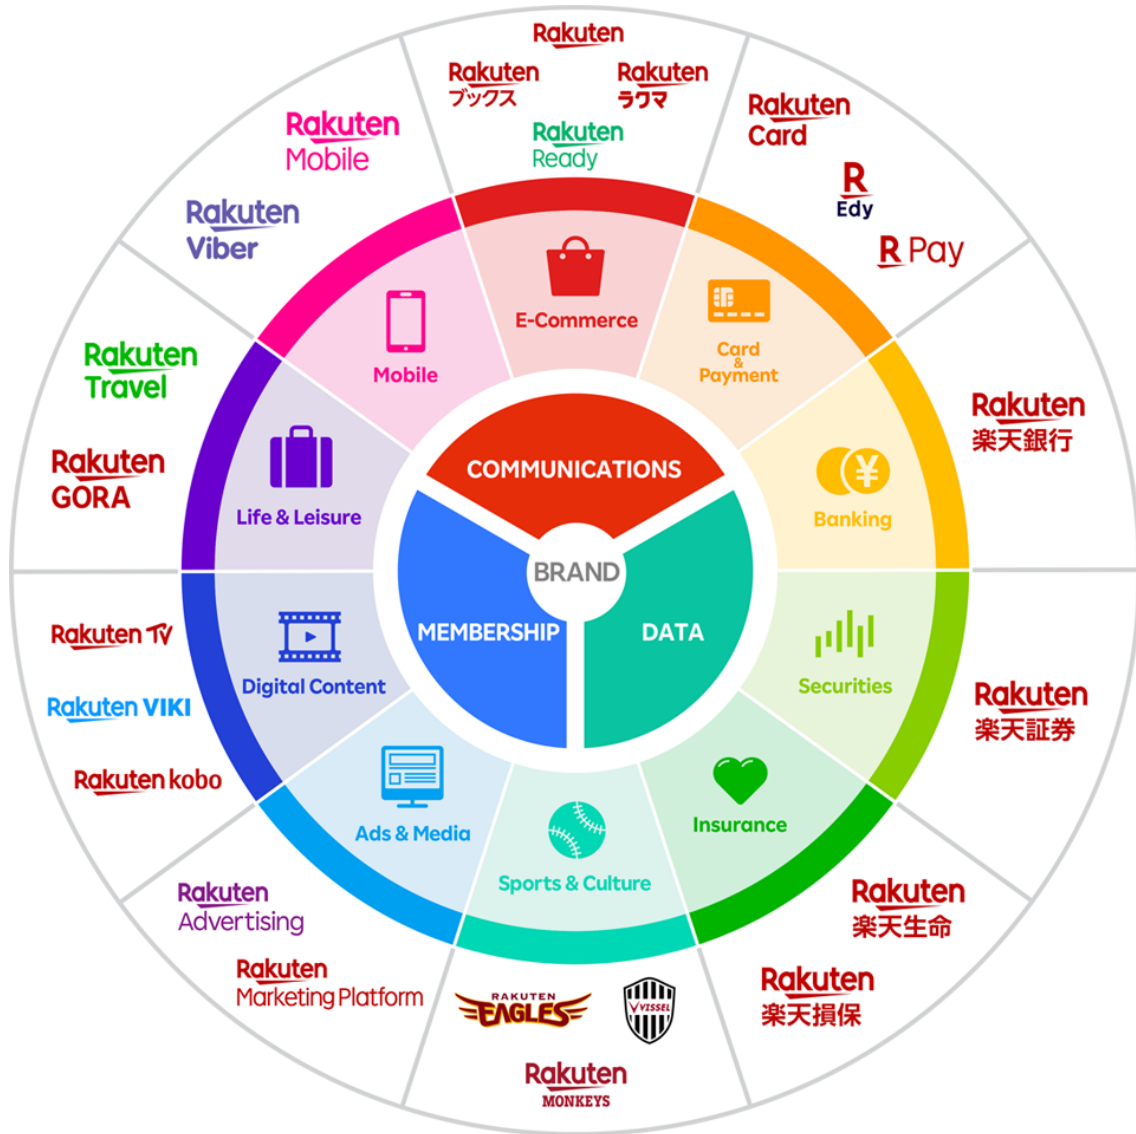 Rakuten
Rakuten
ブックス
Rakuten
ラクマ
Rakuten
Ready
Rakuten
Card
R
Edy
R Pay
Rakuten
楽天銀行
Rakuten
楽天証券
Rakuten
楽天生命
Rakuten
楽天損保
RAKUTEN
EAGLES
VISSEL
Rakuten
MONKEYS
Rakuten
Advertising
Rakuten
Marketing Platform
Rakuten TV
Rakuten VIKI
Rakuten kobo
Rakuten
Travel
Rakuten
GORA
Rakuten
Mobile
Rakuten
Viber
E-Commerce
Card
&
Payment
¥
Banking
Securities
Insurance
Sports & Culture
Ads & Media
Digital Content
Life & Leisure
Mobile
COMMUNICATIONS
BRAND
MEMBERSHIP
DATA